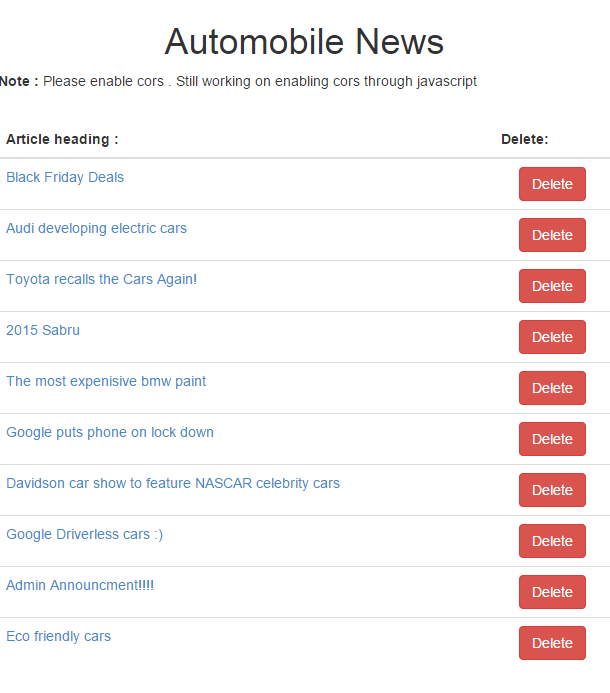 Automobile News
Note : Please enable cors . Still working on enabling cors through javascript
Article heading : Delete:
Black Friday Deals Delete
Audi developing electric cars Delete
Toyota recalls the Cars Again! Delete
2015 Sabru Delete
The most expenisive bmw paint Delete
Google puts phone on lock down Delete
Davidson car show to feature NASCAR celebrity cars Delete
Google Driverless cars :) Delete
Admin Announcment!!!! Delete
Eco friendly cars Delete